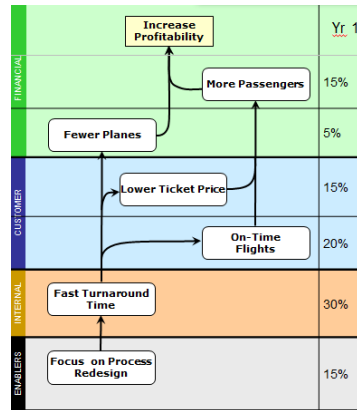 Increase
Profitability
Yr 1
FINANCIAL
More Passengers
15%
Fewer Planes
5%
CUSTOMER
Lower Ticket Price
15%
On-Time
Flights
20%
INTERNAL
Fast Turnaround
Time
30%
ENABLERS
Focus on Process
Redesign
15%